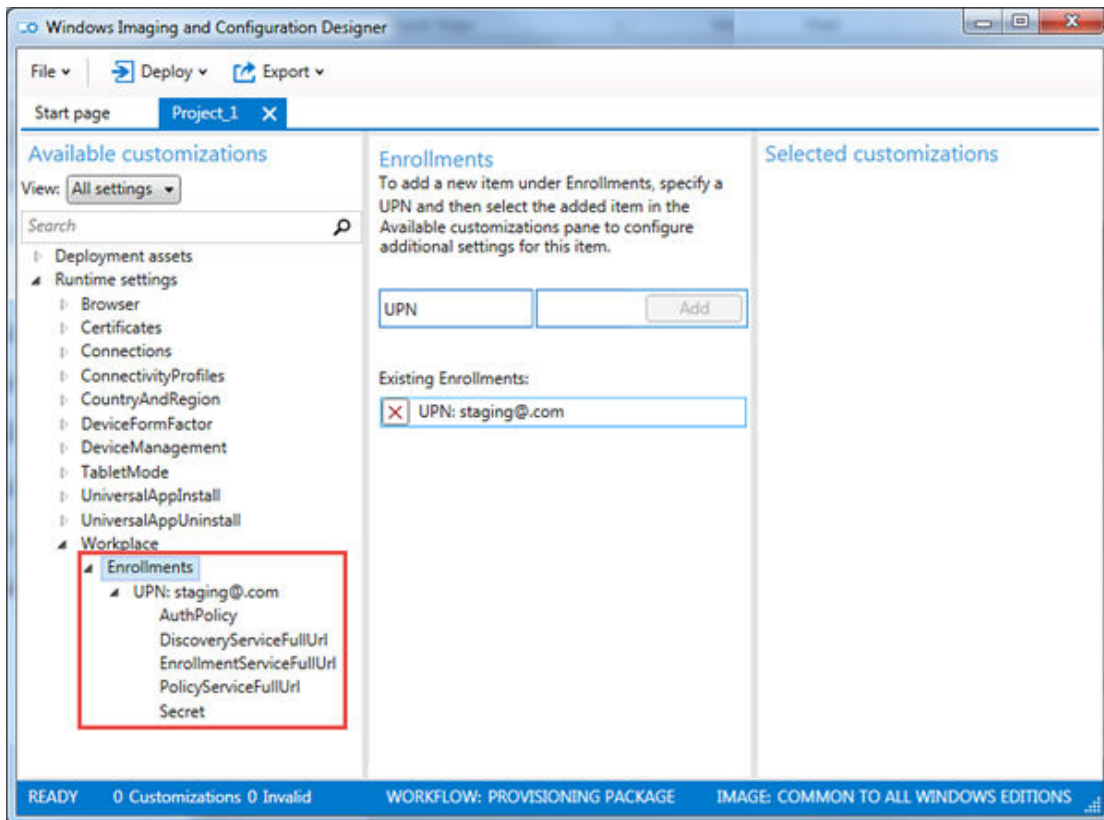 Windows Imaging and Configuration Designer
File Deploy Export
Start page Project_1
Available customizations
View: All settings
Search
Deployment assets
Runtime settings
Browser
Certificates
Connections
ConnectivityProfiles
CountryAndRegion
DeviceFormFactor
DeviceManagement
TabletMode
UniversalAppInstall
UniversalAppUninstall
Workplace
Enrollments
UPN: staging@.com
AuthPolicy
DiscoveryServiceFullUrl
EnrollmentServiceFullUrl
PolicyServiceFullUrl
Secret
Enrollments
To add a new item under Enrollments, specify a
UPN and then select the added item in the
Available customizations pane to configure
additional settings for this item.
UPN Add
Existing Enrollments:
UPN: staging@.com
Selected customizations
READY 0 Customizations 0 Invalid WORKFLOW: PROVISIONING PACKAGE IMAGE: COMMON TO ALL WINDOWS EDITIONS